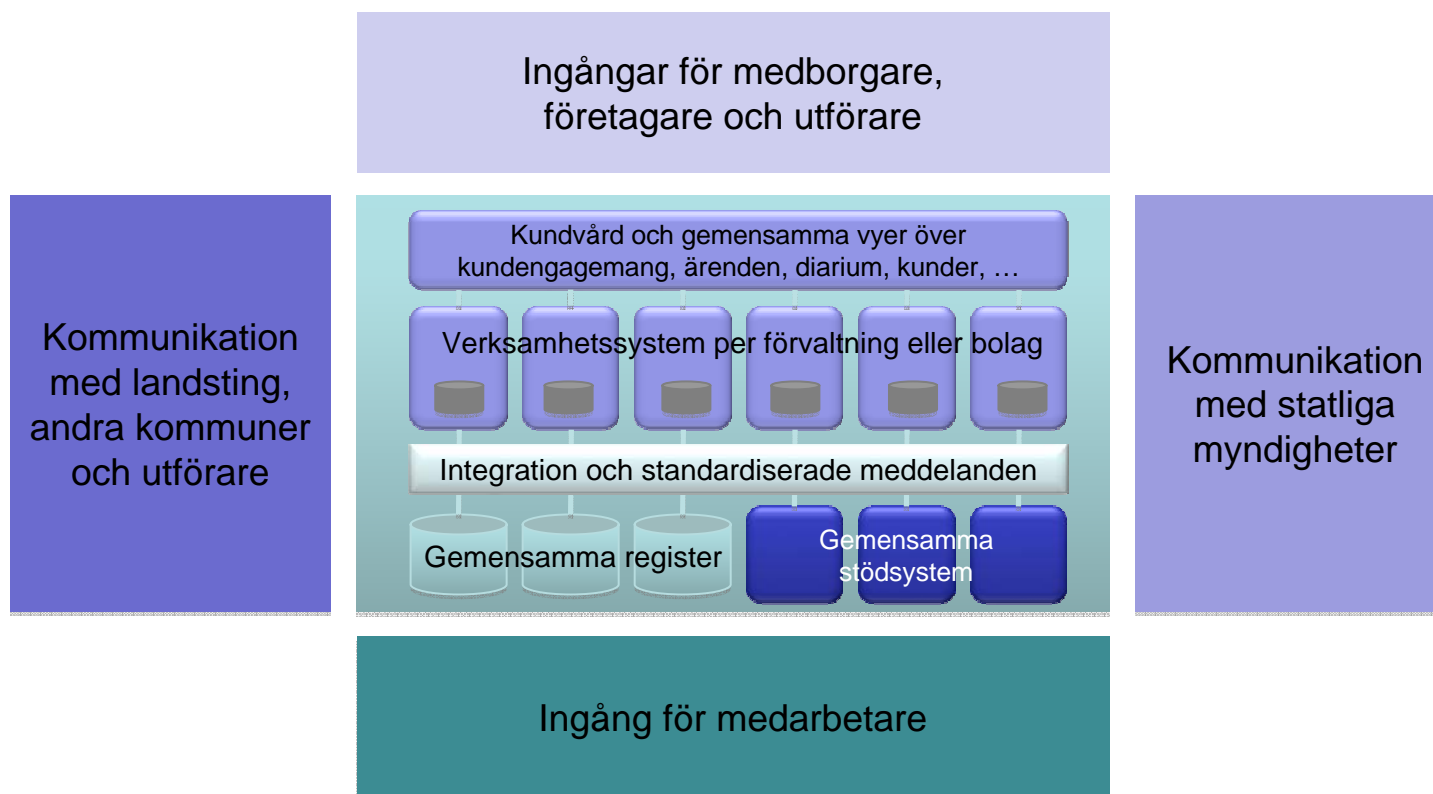 Ingångar för medborgare,
företagare och utförare
Kommunikation
med landsting,
andra kommuner
och utförare
Kundvård och gemensamma vyer över
kundengagemang, ärenden, diarium, kunder, …
Verksamhetssystem per förvaltning eller bolag
Integration och standardiserade meddelanden
Gemensamma register
Gemensamma
stödsystem
Kommunikation
med statliga
myndigheter
Ingång för medarbetare